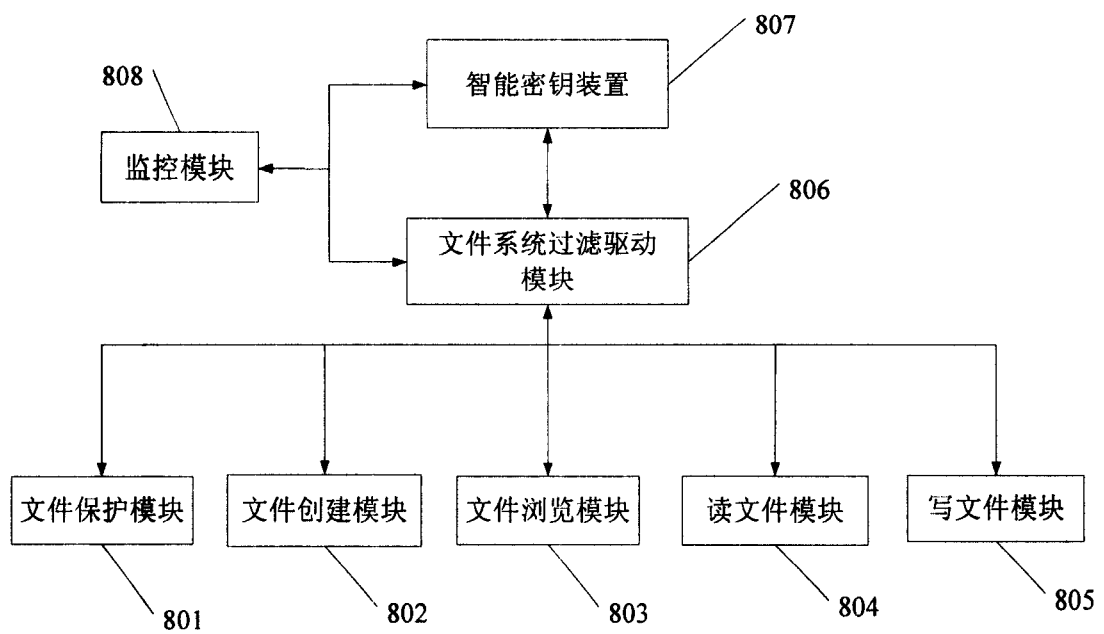 807
808
智能密钥装置
监控模块
806
文件系统过滤驱动
模块
文件保护模块
文件创建模块
文件浏览模块
读文件模块
写文件模块
801
802
803
804
805